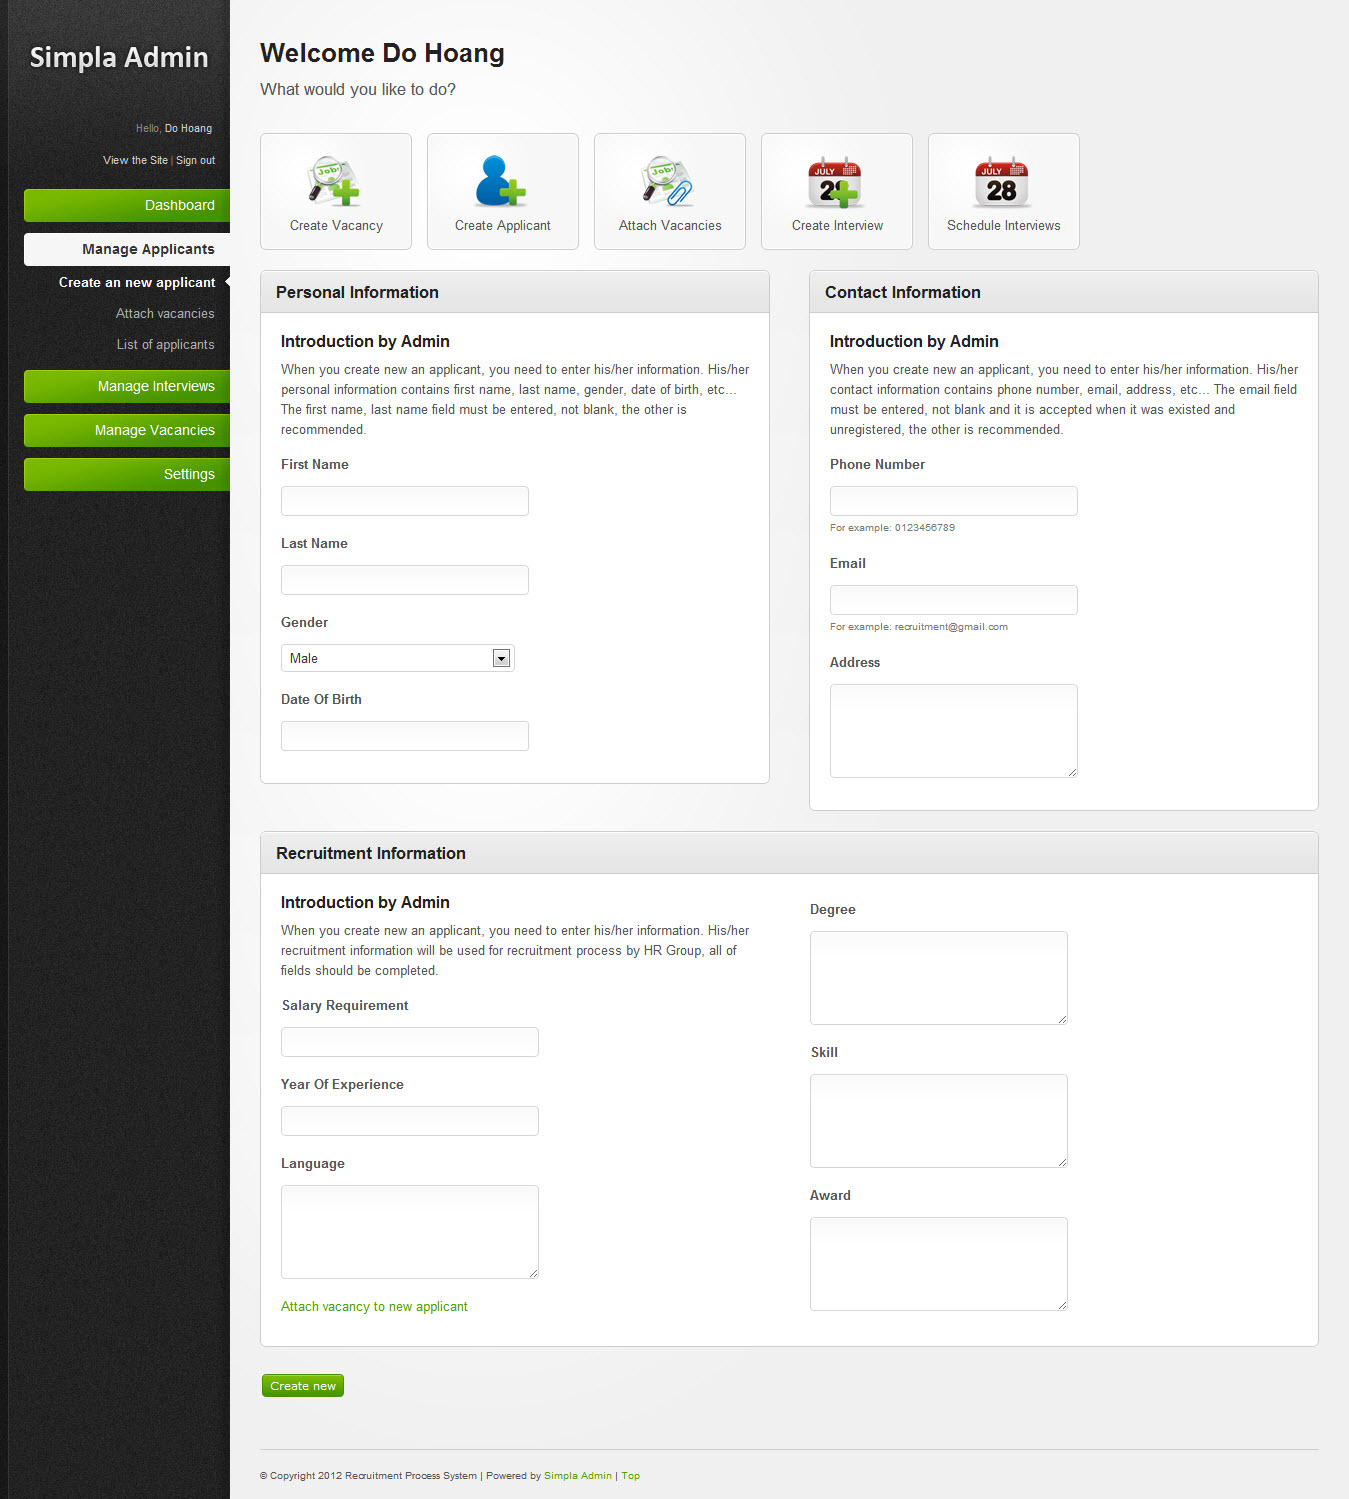 Simpla Admin
Hello, Do Hoang
View the Site | Sign out
Dashboard
Manage Applicants
Create an new applicant
Attach vacancies
List of applicants
Manage Interviews
Manage Vacancies
Settings
Welcome Do Hoang
What would you like to do?
Job!
Create Vacancy
Create Applicant
Job!
Attach Vacancies
JULY
29
Create Interview
JULY
28
Schedule Interviews
Personal Information
Introduction by Admin
When you create new an applicant, you need to enter his/her information. His/her
personal information contains first name, last name, gender, date of birth, etc...
The first name, last name field must be entered, not blank, the other is
recommended.
First Name
Last Name
Gender
Male
Date Of Birth
Contact Information
Introduction by Admin
When you create new an applicant, you need to enter his/her information. His/her
contact information contains phone number, email, address, etc... The email field
must be entered, not blank and it is accepted when it was existed and
unregistered, the other is recommended.
Phone Number
For example: 0123456789
Email
For example: recruitment@gmail.com
Address
Recruitment Information
Introduction by Admin
When you create new an applicant, you need to enter his/her information. His/her
recruitment information will be used for recruitment process by HR Group, all of
fields should be completed.
Salary Requirement
Year Of Experience
Language
Attach vacancy to new applicant
Degree
Skill
Award
Create new
© Copyright 2012 Recruitment Process System | Powered by Simpla Admin | Top